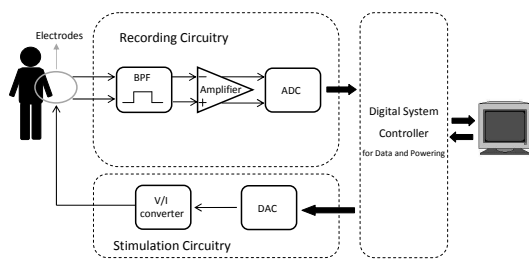 Electrodes
Recording Circuitry
BPF
Amplifier
ADC
Digital System
Controller
for Data and Powering
V/I
converter
DAC
Stimulation Circuitry